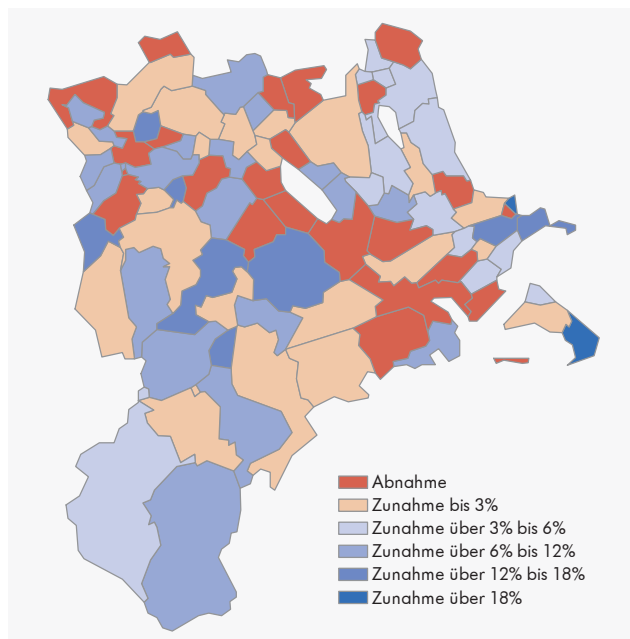 Abnahme
Zunahme bis 3%
Zunahme über 3% bis 6%
Zunahme über 6% bis 12%
Zunahme über 12% bis 18%
Zunahme über 18%